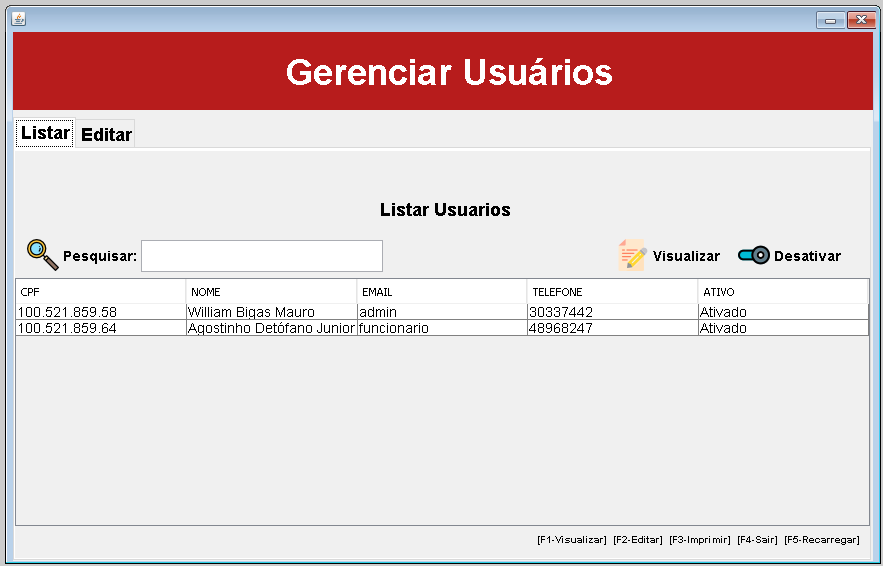 Gerenciar Usuários
Listar Editar
Listar Usuarios
Pesquisar: Visualizar Desativar
CPF NOME EMAIL TELEFONE ATIVO
100.521.859.58 William Bigas Mauro admin 30337442 Ativado
100.521.859.64 Agostinho Detófano Junior funcionario 48968247 Ativado
[F1-Visualizar] [F2-Editar] [F3-Imprimir] [F4-Sair] [F5-Recarregar]